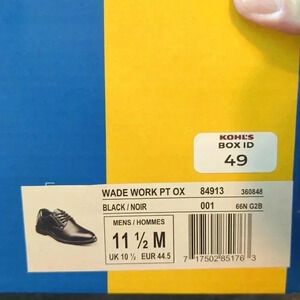 KOHL'S
BOX ID
49
WADE WORK PT OX 84913 360848
BLACK / NOIR 001 66N G2B
MENS / HOMMES
11 ½ M
UK 10 ½ EUR 44.5
7 17502 85176 3